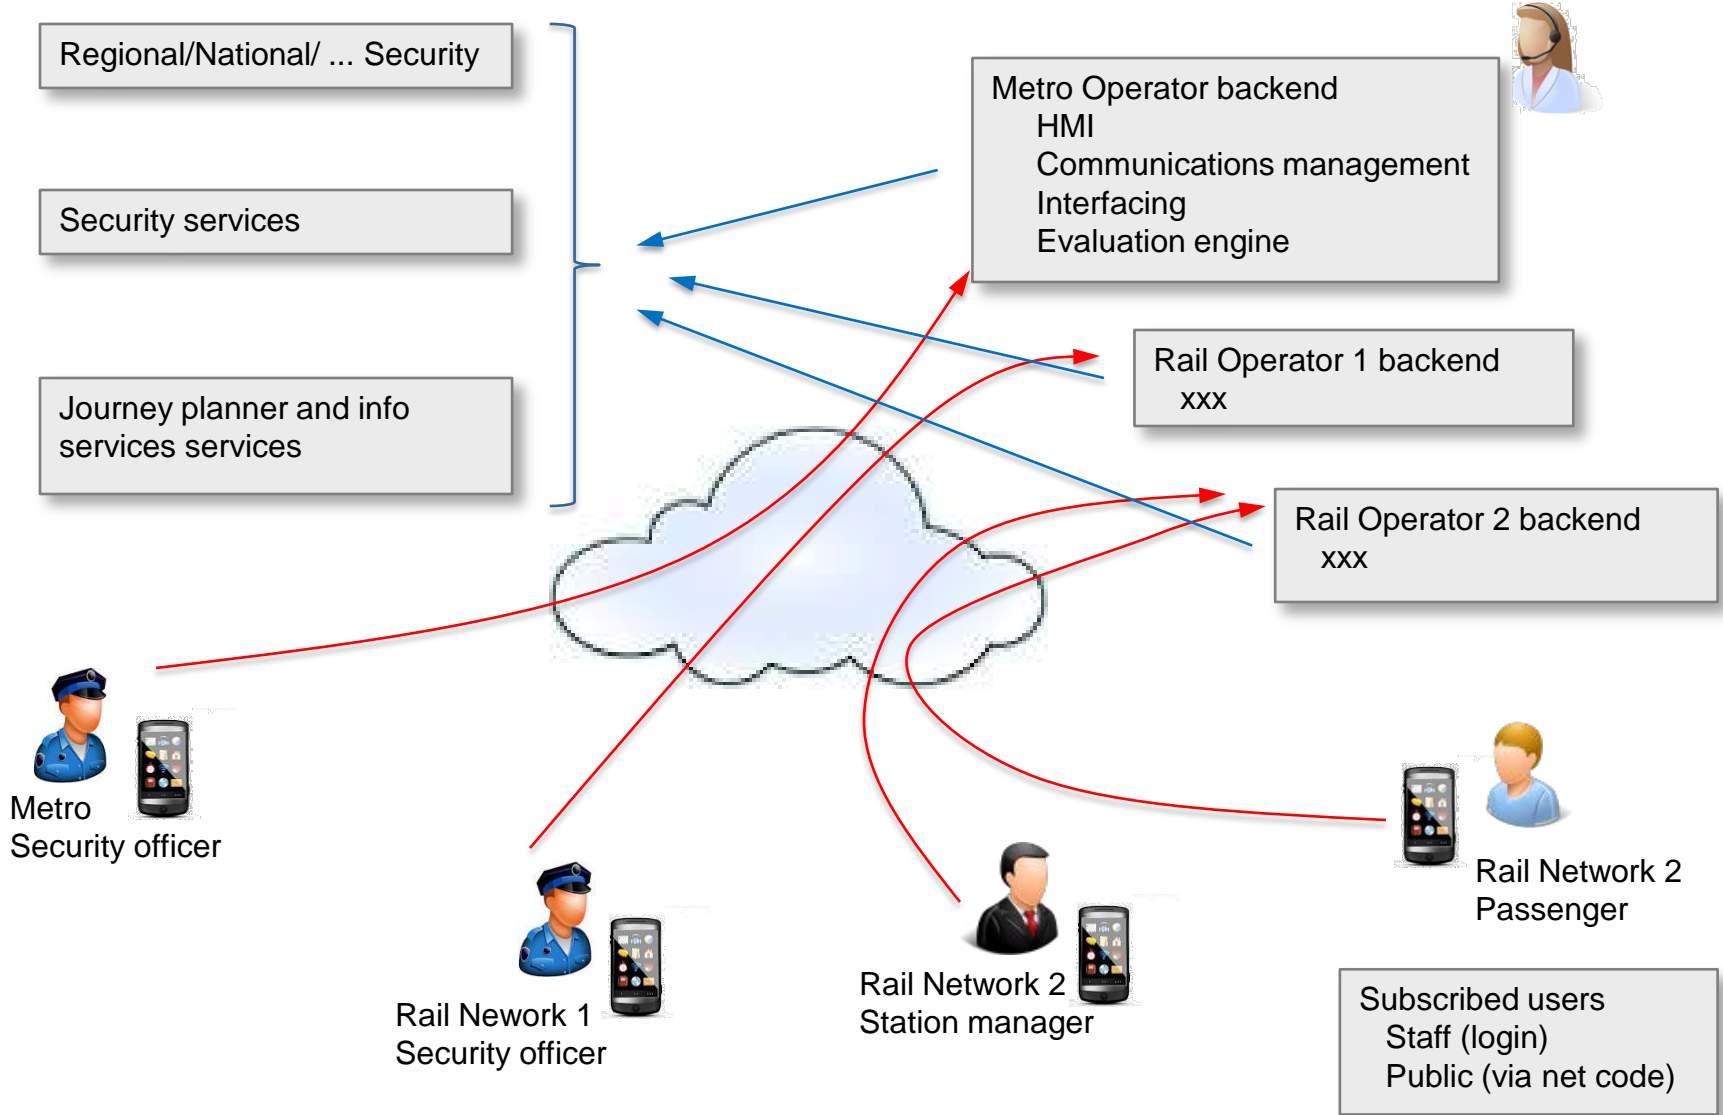 Regional/National/ ... Security
Metro Operator backend
HMI
Communications management
Interfacing
Evaluation engine
Security services
Rail Operator 1 backend
xxx
Journey planner and info
services services
Rail Operator 2 backend
xxx
Metro
Security officer
Rail Nework 1
Security officer
Rail Network 2
Station manager
Rail Network 2
Passenger
Subscribed users
Staff (login)
Public (via net code)